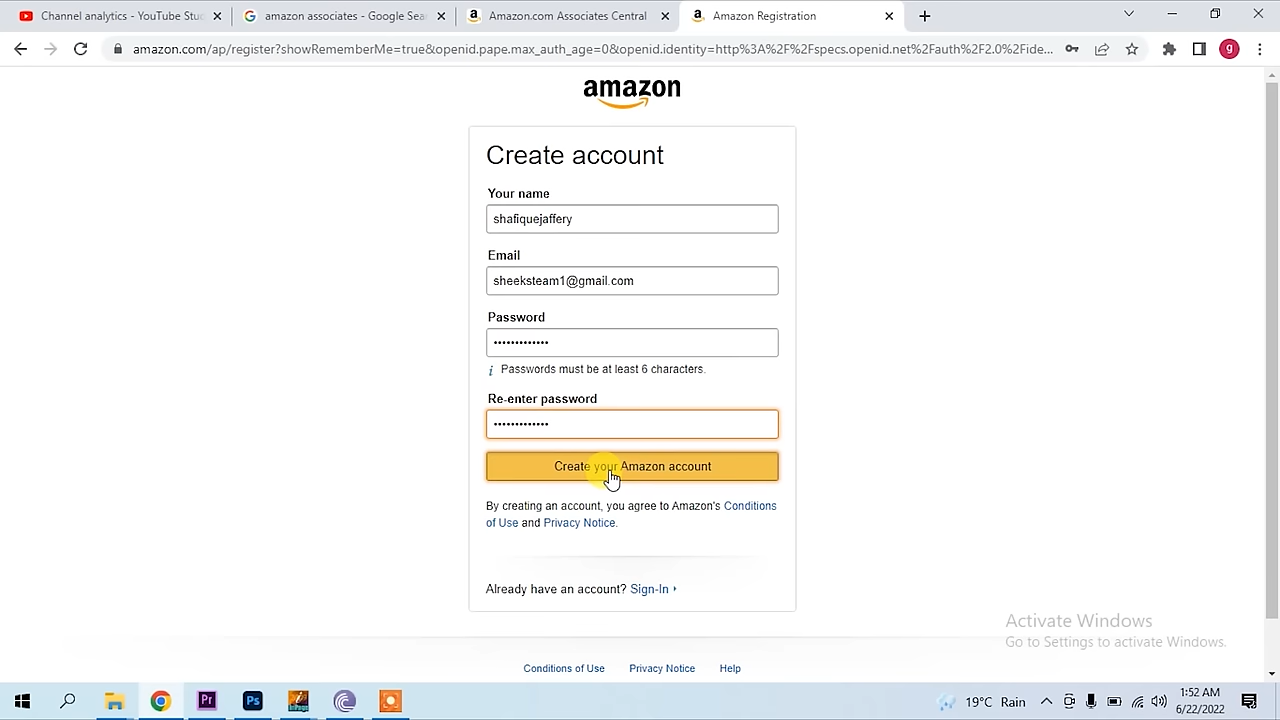 Channel analytics - YouTube Stu
amazon associates - Google Sea
Amazon.com Associates Central
Amazon Registration
amazon.com/ap/register?showRememberMe=true&openid.pape.max_auth_age=0&openid.identity=http%3A%2F%2Fspecs.openid.net%2Fauth%2F2.0%2Fide...
g
amazon
Create account
Your name
shafiquejaffery
Email
sheeksteam1@gmail.com
Password
•••••••••••••
i Passwords must be at least 6 characters.
Re-enter password
•••••••••••••
Create your Amazon account
By creating an account, you agree to Amazon's Conditions
of Use and Privacy Notice.
Already have an account? Sign-In
Activate Windows
Go to Settings to activate Windows.
Conditions of Use Privacy Notice Help
Pr Ps
19°C Rain
1:52 AM
6/22/2022